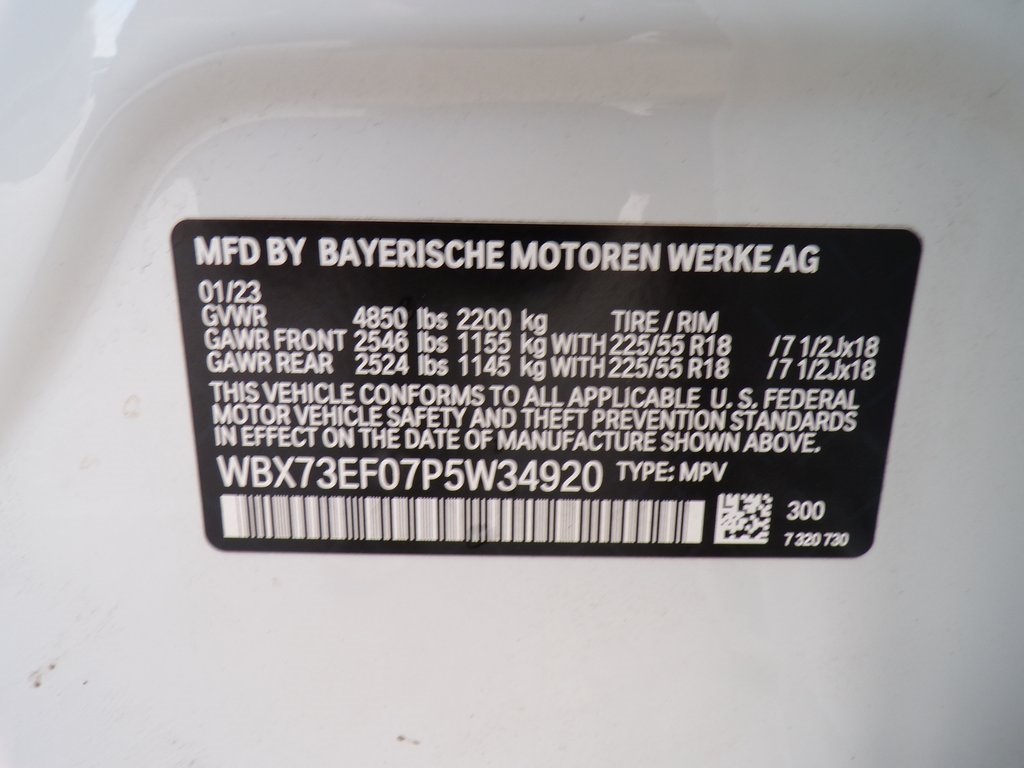 MFD BY BAYERISCHE MOTOREN WERKE AG
01/23
GVWR 4850 lbs 2200 kg TIRE / RIM
GAWR FRONT 2546 lbs 1155 kg WITH 225/55 R18 /7 1/2Jx18
GAWR REAR 2524 lbs 1145 kg WITH 225/55 R18 /7 1/2Jx18
THIS VEHICLE CONFORMS TO ALL APPLICABLE U. S. FEDERAL
MOTOR VEHICLE SAFETY AND THEFT PREVENTION STANDARDS
IN EFFECT ON THE DATE OF MANUFACTURE SHOWN ABOVE.
WBX73EF07P5W34920 TYPE: MPV
300
7 320 730